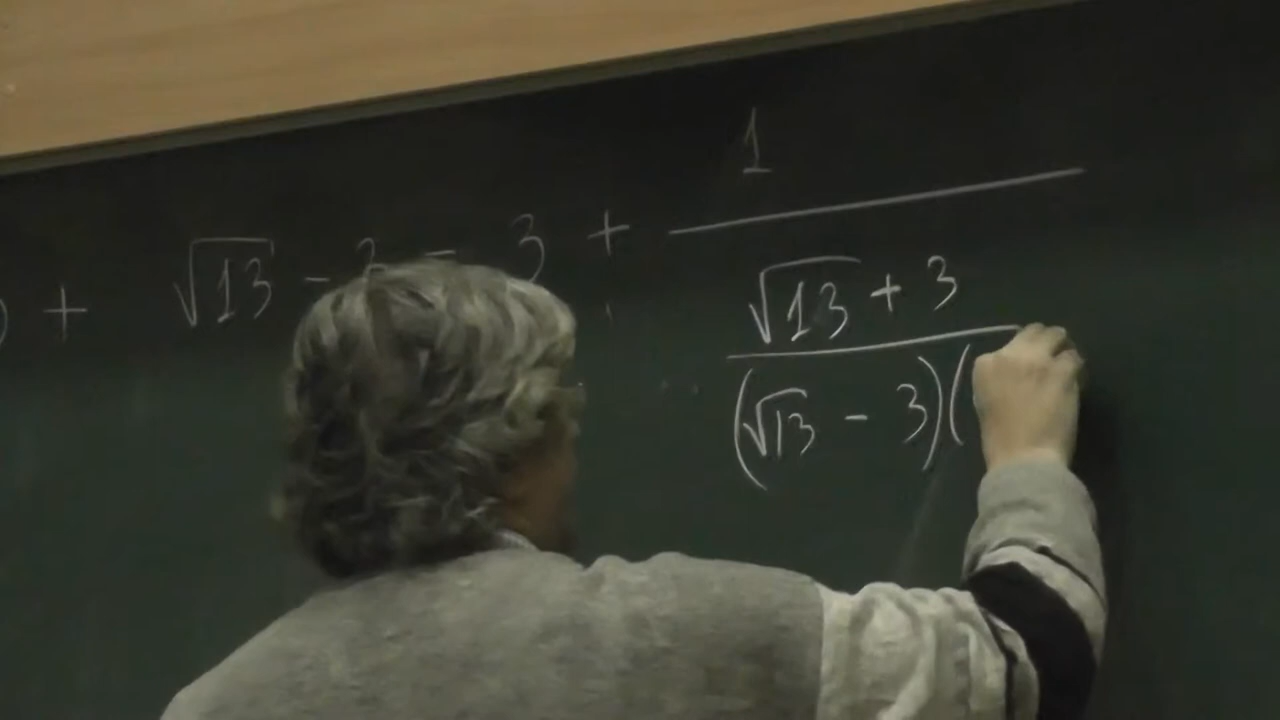 1
+ √13 - 3 = 3 +
√13 + 3
(√13 - 3)(